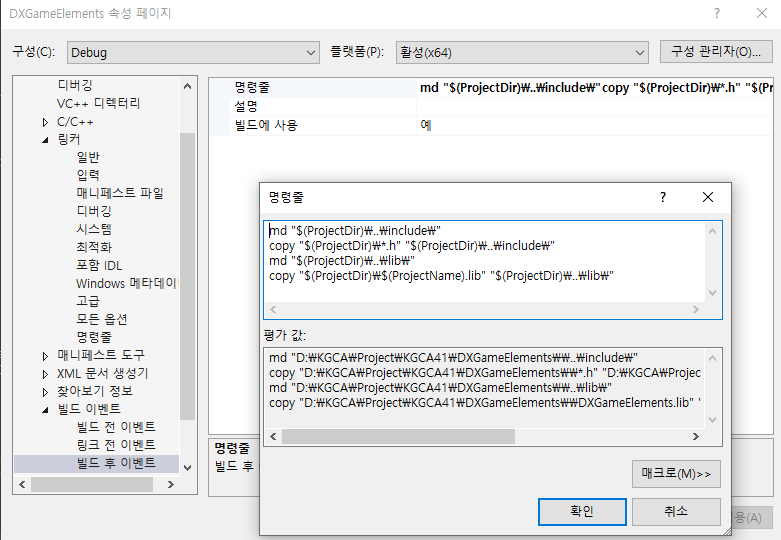 DXGameElements 속성 페이지
구성(C): Debug 플랫폼(P): 활성(x64) 구성 관리자(O)...
디버깅
VC++ 디렉터리
C/C++
링커
일반
입력
매니페스트 파일
디버깅
시스템
최적화
포함 IDL
Windows 메타데이
고급
모든 옵션
명령줄
매니페스트 도구
XML 문서 생성기
찾아보기 정보
빌드 이벤트
빌드 전 이벤트
링크 전 이벤트
빌드 후 이벤트
명령줄 md "$(ProjectDir)₩..₩include₩"copy "$(ProjectDir)₩*.h" "$(Pr
설명
빌드에 사용 예
명령줄
빌드 후
명령줄
md "$(ProjectDir)₩..₩include₩"
copy "$(ProjectDir)₩*.h" "$(ProjectDir)₩..₩include₩"
md "$(ProjectDir)₩..₩lib₩"
copy "$(ProjectDir)₩$(ProjectName).lib" "$(ProjectDir)₩..₩lib₩"
평가 값:
md "D:₩KGCA₩Project₩KGCA41₩DXGameElements₩₩..₩include₩"
copy "D:₩KGCA₩Project₩KGCA41₩DXGameElements₩₩*.h" "D:₩KGCA₩Projec
md "D:₩KGCA₩Project₩KGCA41₩DXGameElements₩₩..₩lib₩"
copy "D:₩KGCA₩Project₩KGCA41₩DXGameElements₩₩DXGameElements.lib" "
매크로(M)>>
확인 취소
용(A)